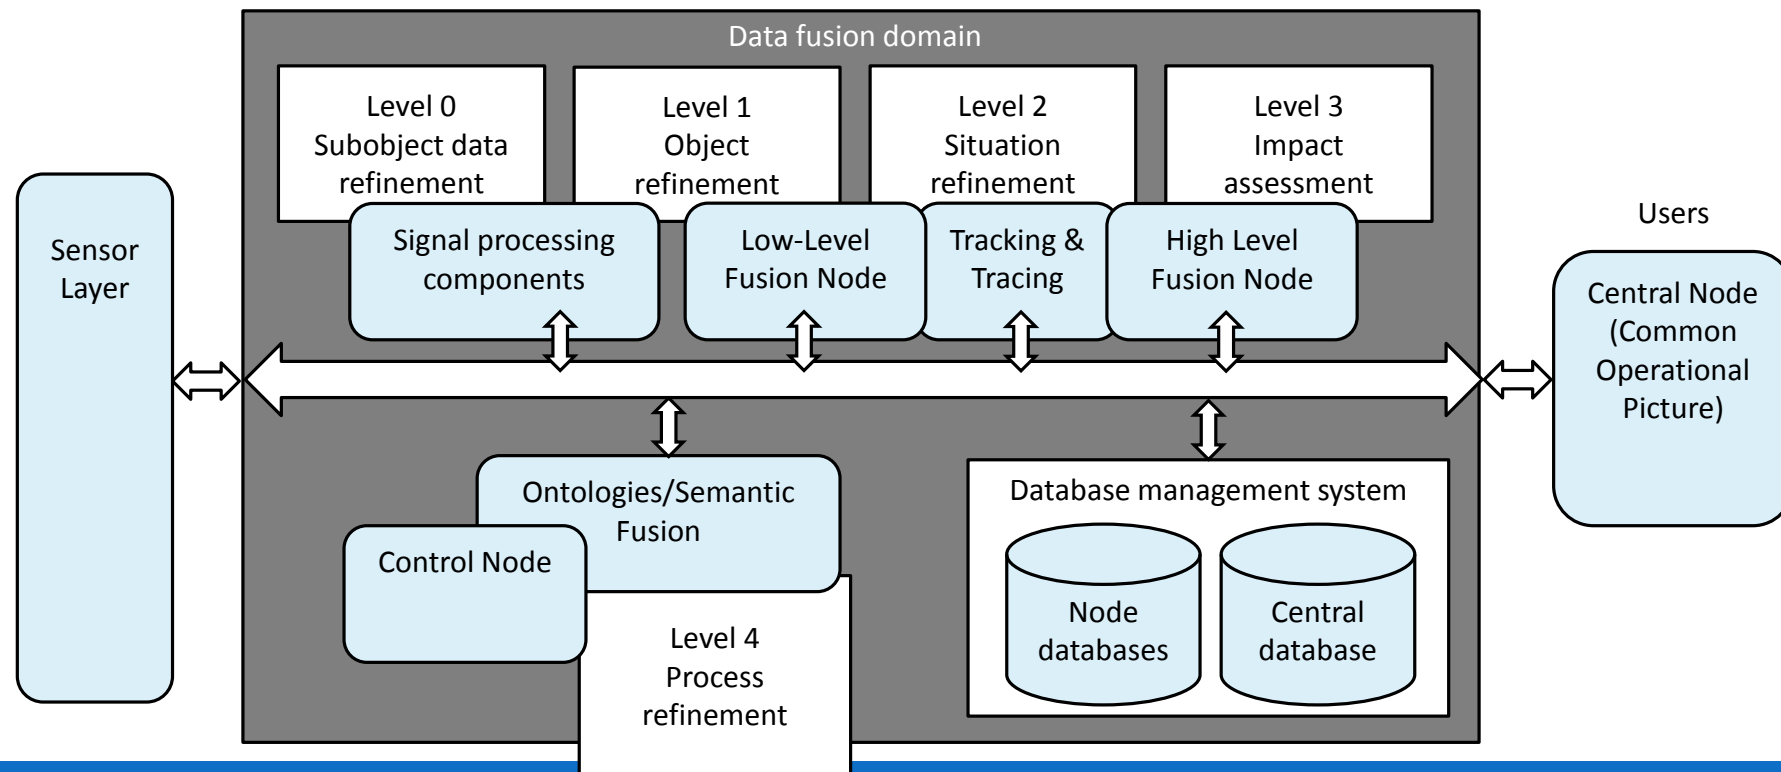 Data fusion domain
Level 0
Subobject data
refinement
Level 1
Object
refinement
Level 2
Situation
refinement
Level 3
Impact
assessment
Sensor
Layer
Signal processing
components
Low-Level
Fusion Node
Tracking &
Tracing
High Level
Fusion Node
Users
Central Node
(Common
Operational
Picture)
Ontologies/Semantic
Fusion
Control Node
Level 4
Process
refinement
Database management system
Node
databases
Central
database